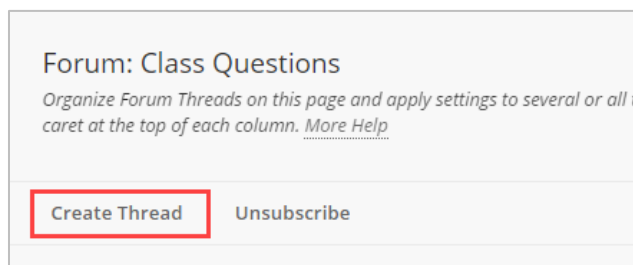 Forum: Class Questions
Organize Forum Threads on this page and apply settings to several or all
caret at the top of each column. More Help
Create Thread Unsubscribe